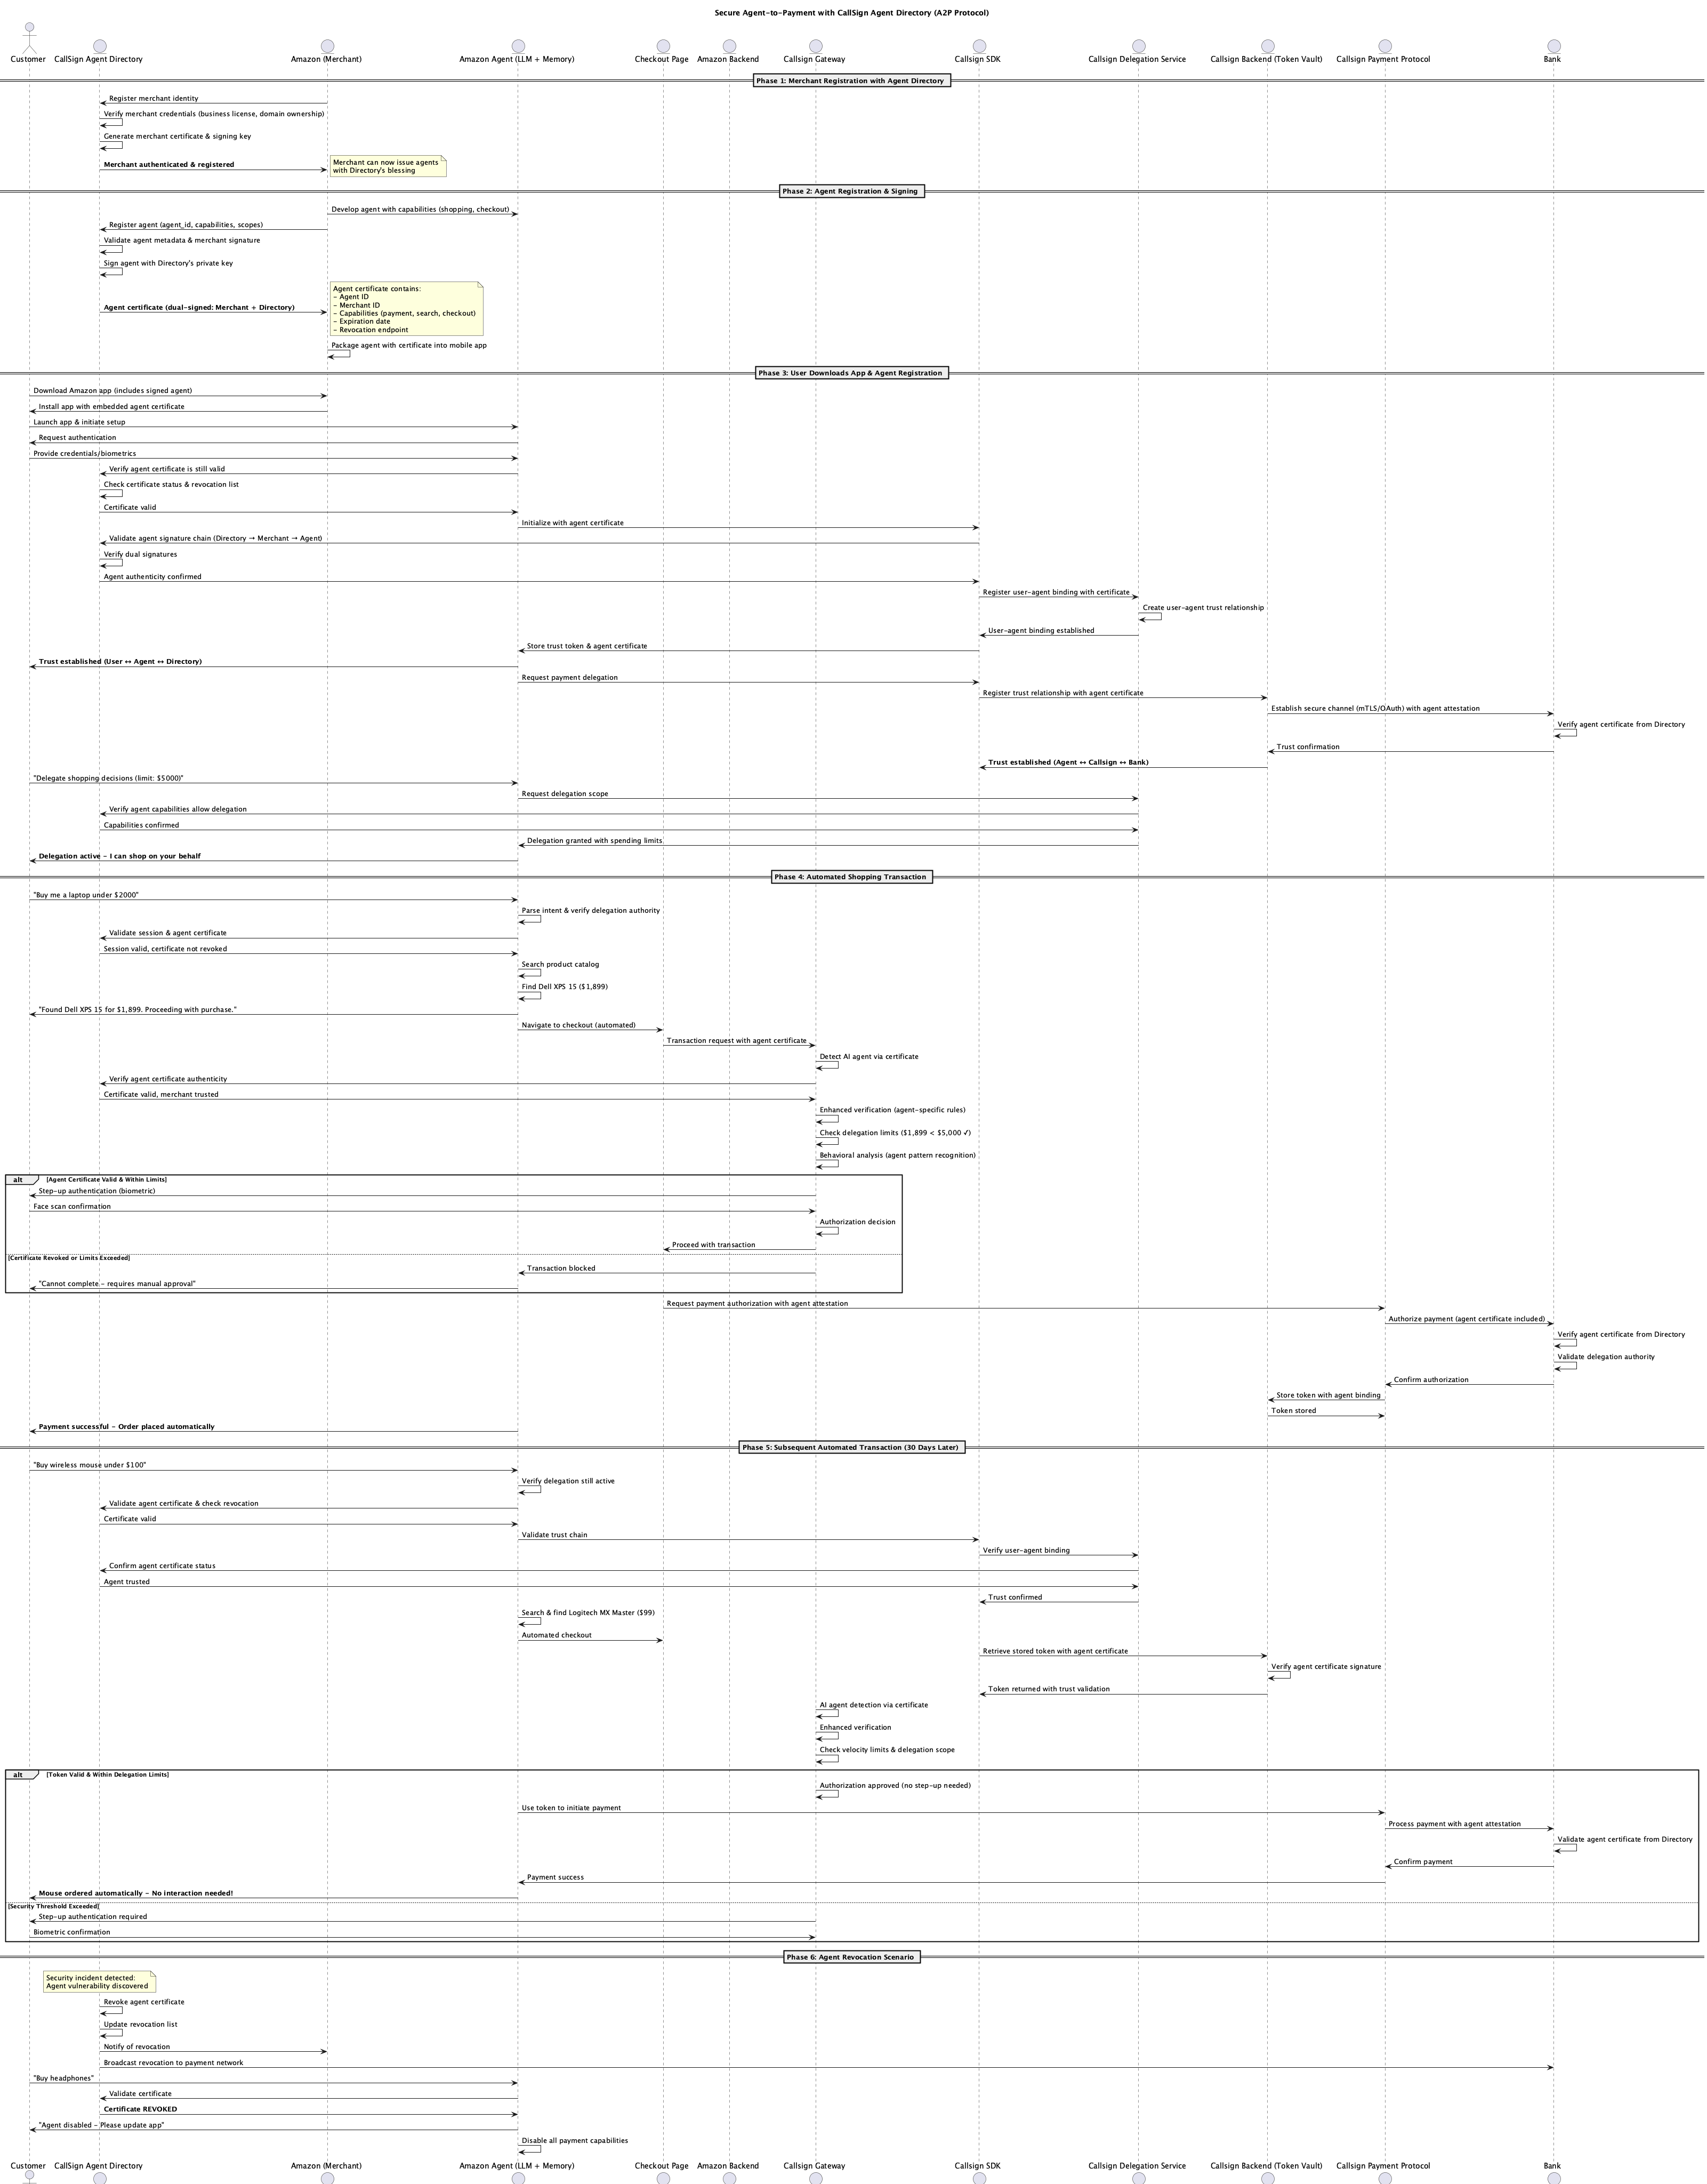 Secure Agent-to-Payment with CallSign Agent Directory (A2P Protocol)
Customer
CallSign Agent Directory
Amazon (Merchant)
Amazon Agent (LLM + Memory)
Checkout Page
Amazon Backend
Callsign Gateway
Callsign SDK
Callsign Delegation Service
Callsign Backend (Token Vault)
Callsign Payment Protocol
Bank
Phase 1: Merchant Registration with Agent Directory
Register merchant identity
Verify merchant credentials (business license, domain ownership)
Generate merchant certificate & signing key
Merchant authenticated & registered
Merchant can now issue agents
with Directory's blessing
Phase 2: Agent Registration & Signing
Develop agent with capabilities (shopping, checkout)
Register agent (agent_id, capabilities, scopes)
Validate agent metadata & merchant signature
Sign agent with Directory's private key
Agent certificate (dual-signed: Merchant + Directory)
Agent certificate contains:
- Agent ID
- Merchant ID
- Capabilities (payment, search, checkout)
- Expiration date
- Revocation endpoint
Package agent with certificate into mobile app
Phase 3: User Downloads App & Agent Registration
Download Amazon app (includes signed agent)
Install app with embedded agent certificate
Launch app & initiate setup
Request authentication
Provide credentials/biometrics
Verify agent certificate is still valid
Check certificate status & revocation list
Certificate valid
Initialize with agent certificate
Validate agent signature chain (Directory → Merchant → Agent)
Verify dual signatures
Agent authenticity confirmed
Register user-agent binding with certificate
Create user-agent trust relationship
User-agent binding established
Store trust token & agent certificate
Trust established (User ↔ Agent ↔ Directory)
Request payment delegation
Register trust relationship with agent certificate
Establish secure channel (mTLS/OAuth) with agent attestation
Verify agent certificate from Directory
Trust confirmation
Trust established (Agent ↔ Callsign ↔ Bank)
"Delegate shopping decisions (limit: $5000)"
Request delegation scope
Verify agent capabilities allow delegation
Capabilities confirmed
Delegation granted with spending limits
Delegation active - I can shop on your behalf
Phase 4: Automated Shopping Transaction
"Buy me a laptop under $2000"
Parse intent & verify delegation authority
Validate session & agent certificate
Session valid, certificate not revoked
Search product catalog
Find Dell XPS 15 ($1,899)
"Found Dell XPS 15 for $1,899. Proceeding with purchase."
Navigate to checkout (automated)
Transaction request with agent certificate
Detect AI agent via certificate
Verify agent certificate authenticity
Certificate valid, merchant trusted
Enhanced verification (agent-specific rules)
Check delegation limits ($1,899 < $5,000 ✓)
Behavioral analysis (agent pattern recognition)
alt [Agent Certificate Valid & Within Limits]
Step-up authentication (biometric)
Face scan confirmation
Authorization decision
Proceed with transaction
[Certificate Revoked or Limits Exceeded]
Transaction blocked
"Cannot complete - requires manual approval"
Request payment authorization with agent attestation
Authorize payment (agent certificate included)
Verify agent certificate from Directory
Validate delegation authority
Confirm authorization
Store token with agent binding
Token stored
Payment successful - Order placed automatically
Phase 5: Subsequent Automated Transaction (30 Days Later)
"Buy wireless mouse under $100"
Verify delegation still active
Validate agent certificate & check revocation
Certificate valid
Validate trust chain
Verify user-agent binding
Confirm agent certificate status
Agent trusted
Trust confirmed
Search & find Logitech MX Master ($99)
Automated checkout
Retrieve stored token with agent certificate
Verify agent certificate signature
Token returned with trust validation
AI agent detection via certificate
Enhanced verification
Check velocity limits & delegation scope
alt [Token Valid & Within Delegation Limits]
Authorization approved (no step-up needed)
Use token to initiate payment
Process payment with agent attestation
Validate agent certificate from Directory
Confirm payment
Payment success
Mouse ordered automatically - No interaction needed!
[Security Threshold Exceeded]
Step-up authentication required
Biometric confirmation
Phase 6: Agent Revocation Scenario
Security incident detected:
Agent vulnerability discovered
Revoke agent certificate
Update revocation list
Notify of revocation
Broadcast revocation to payment network
"Buy headphones"
Validate certificate
Certificate REVOKED
"Agent disabled - Please update app"
Disable all payment capabilities
Customer
CallSign Agent Directory
Amazon (Merchant)
Amazon Agent (LLM + Memory)
Checkout Page
Amazon Backend
Callsign Gateway
Callsign SDK
Callsign Delegation Service
Callsign Backend (Token Vault)
Callsign Payment Protocol
Bank